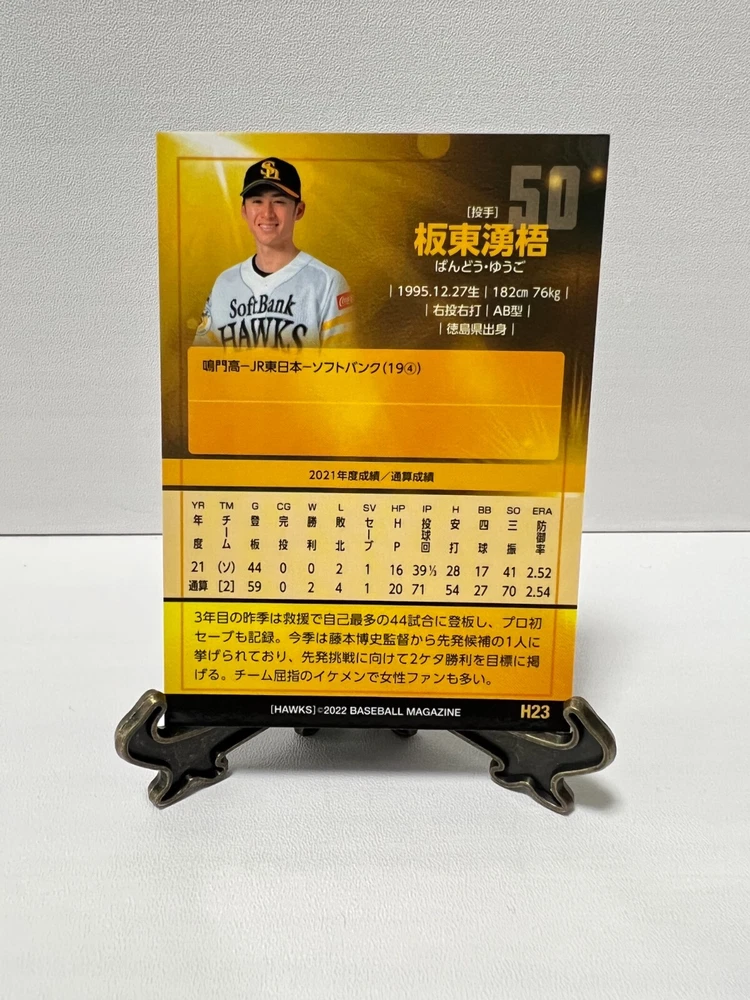 50
[投手]
板東湧梧
ばんどう・ゆうご
| 1995.12.27生 | 182cm 76kg |
| 右投右打 | AB型 |
| 徳島県出身 |
SH
SoftBank
HAWKS
鳴門高−JR東日本−ソフトバンク(19④)
2021年度成績／通算成績
YR TM G CG W L SV HP IP H BB SO ERA
年度 チーム 登板 完投 勝利 敗北 セーブ HP 投球回 安打 四球 三振 防御率
21 (ソ) 44 0 0 2 1 16 39⅓ 28 17 41 2.52
通算 [2] 59 0 2 4 1 20 71 54 27 70 2.54
3年目の昨季は救援で自己最多の44試合に登板し、プロ初
セーブも記録。今季は藤本博史監督から先発候補の1人に
挙げられており、先発挑戦に向けて2ケタ勝利を目標に掲
げる。チーム屈指のイケメンで女性ファンも多い。
[HAWKS]©2022 BASEBALL MAGAZINE H23